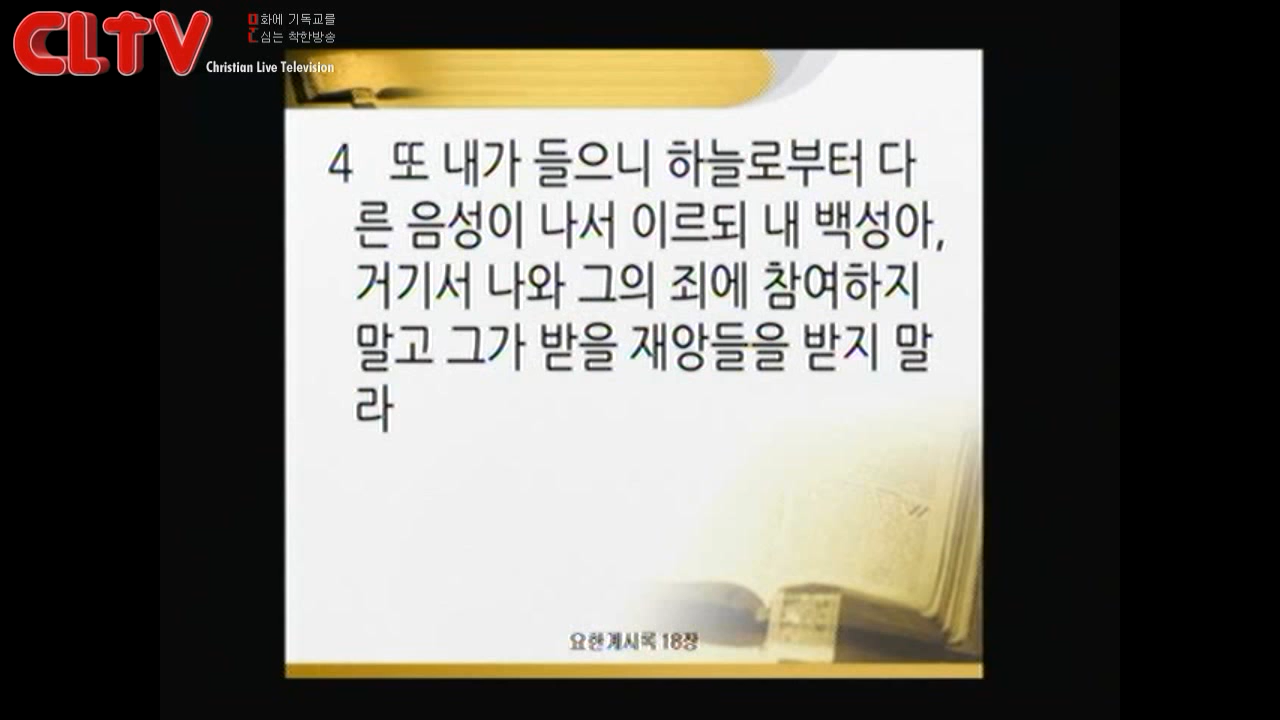 CLTV
화에 기독교를
심는 착한방송
Christian Live Television
4 또 내가 들으니 하늘로부터 다
른 음성이 나서 이르되 내 백성아,
거기서 나와 그의 죄에 참여하지
말고 그가 받을 재앙들을 받지 말
라
요한계시록 18장